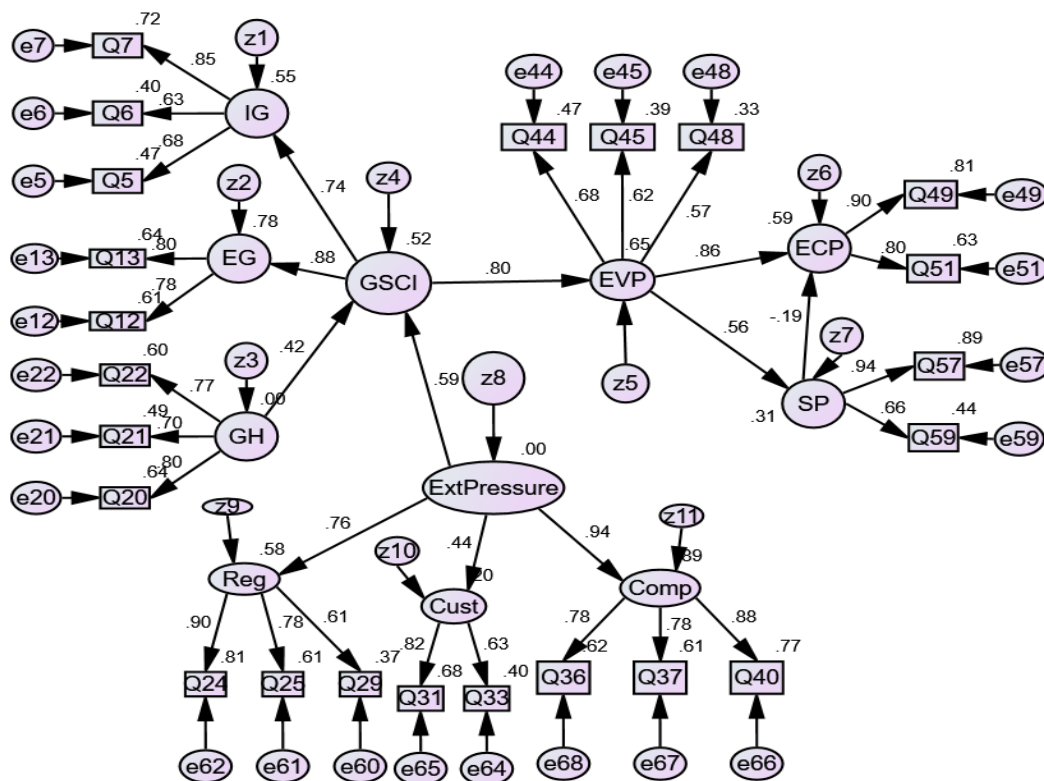 .72
e7 Q7 z1
.85 .55
.40
e6 Q6 .63 IG
.47 .68
e5 Q5
z2 .74 z4
.78 .52
.64
e13 Q13 .80 EG .88 GSCI
.61 .78
e12 Q12
.60 z3 .42
e22 Q22 .77 .00
.49
e21 Q21 .70 GH
.64 .80
e20 Q20
e44 e45 e48
.47 .39 .33
Q44 Q45 Q48
.68 .62 .57
z6 .81
.90 Q49 e49
.59
.80 .65 .86 ECP
EVP .80 .63
Q51 e51
.56 -.19
z5 z7 .89
.94 Q57 e57
SP
.31 .66 .44
Q59 e59
.59 z8
.00
ExtPressure
z9 .76 .44 .94 z11
.58 z10 .20 .89
Reg Cust Comp
.90 .78 .61 .82 .63 .78 .78 .88
.81 .61 .37 .68 .40 .62 .61 .77
Q24 Q25 Q29 Q31 Q33 Q36 Q37 Q40
e62 e61 e60 e65 e64 e68 e67 e66